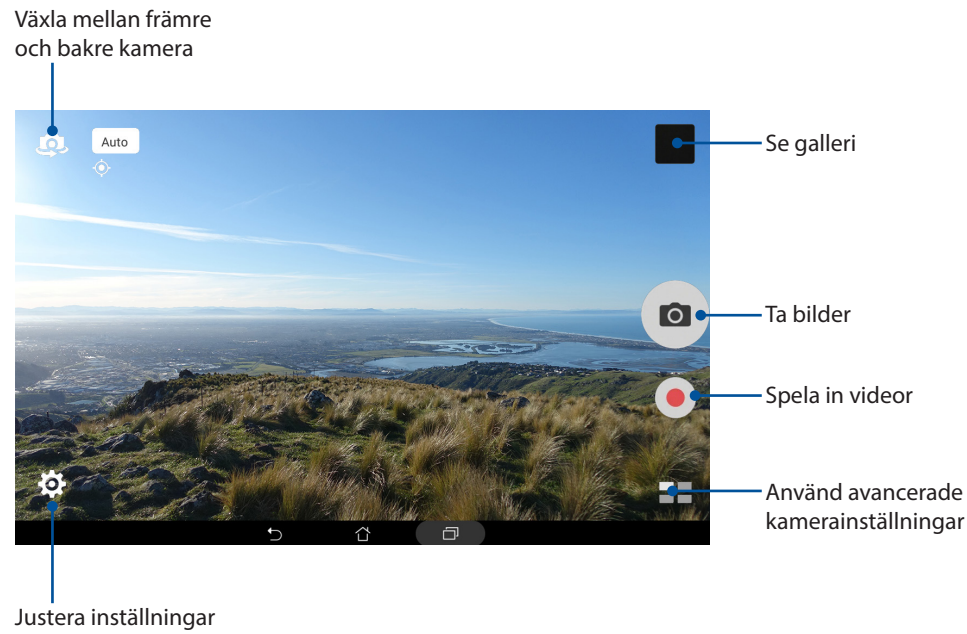 Växla mellan främre
och bakre kamera
Auto
Se galleri
Ta bilder
Spela in videor
Använd avancerade
kamerainställningar
Justera inställningar